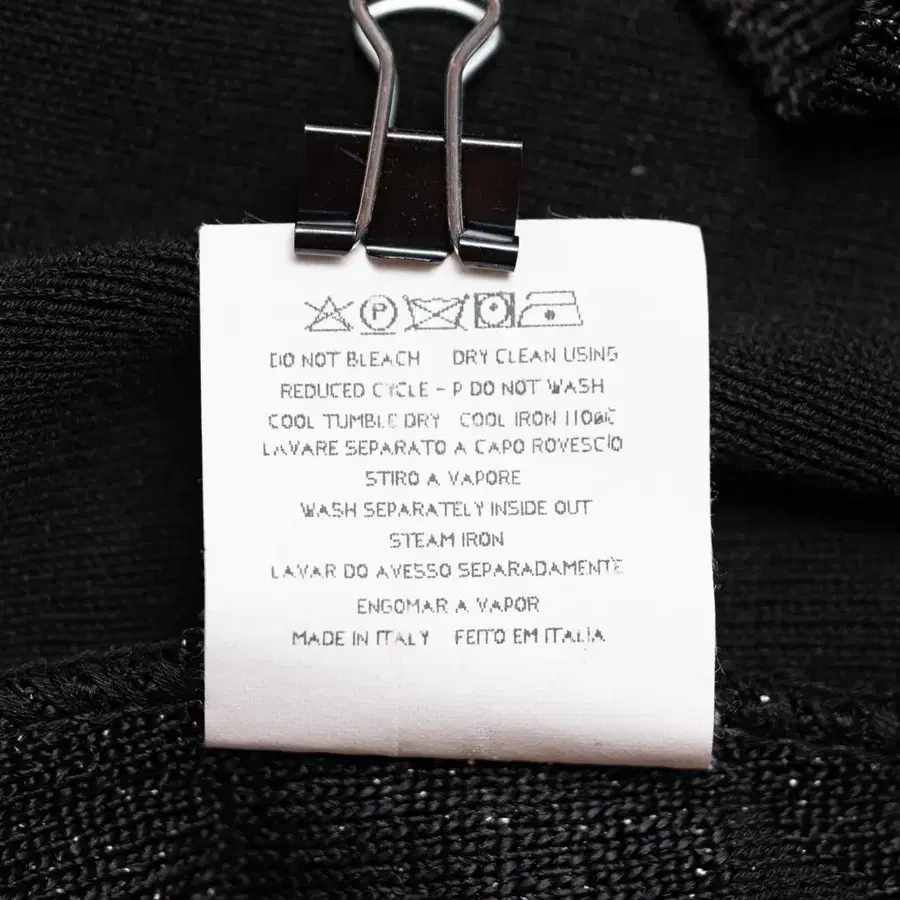 P
DO NOT BLEACH DRY CLEAN USING
REDUCED CYCLE - P DO NOT WASH
COOL TUMBLE DRY COOL IRON
LAVARE SEPARATO A CAPO ROVESCIO
STIRO A VAPORE
WASH SEPARATELY INSIDE OUT
STEAM IRON
LAVAR DO AVESSO SEPARADAMENTE
ENGOMAR A VAPOR
MADE IN ITALY FEITO EM ITALIA